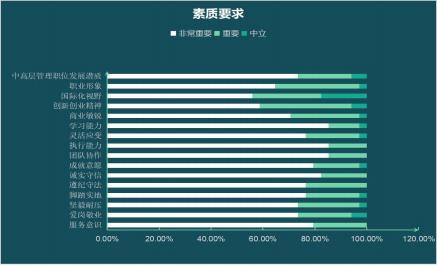 素质要求
非常重要 重要 中立
中高层管理职位发展潜质
职业形象
国际化视野
创新创业精神
商业敏锐
学习能力
灵活应变
执行能力
团队协作
成就意愿
诚实守信
遵纪守法
脚踏实地
坚毅耐压
爱岗敬业
服务意识
0.00% 20.00% 40.00% 60.00% 80.00% 100.00% 120.00%